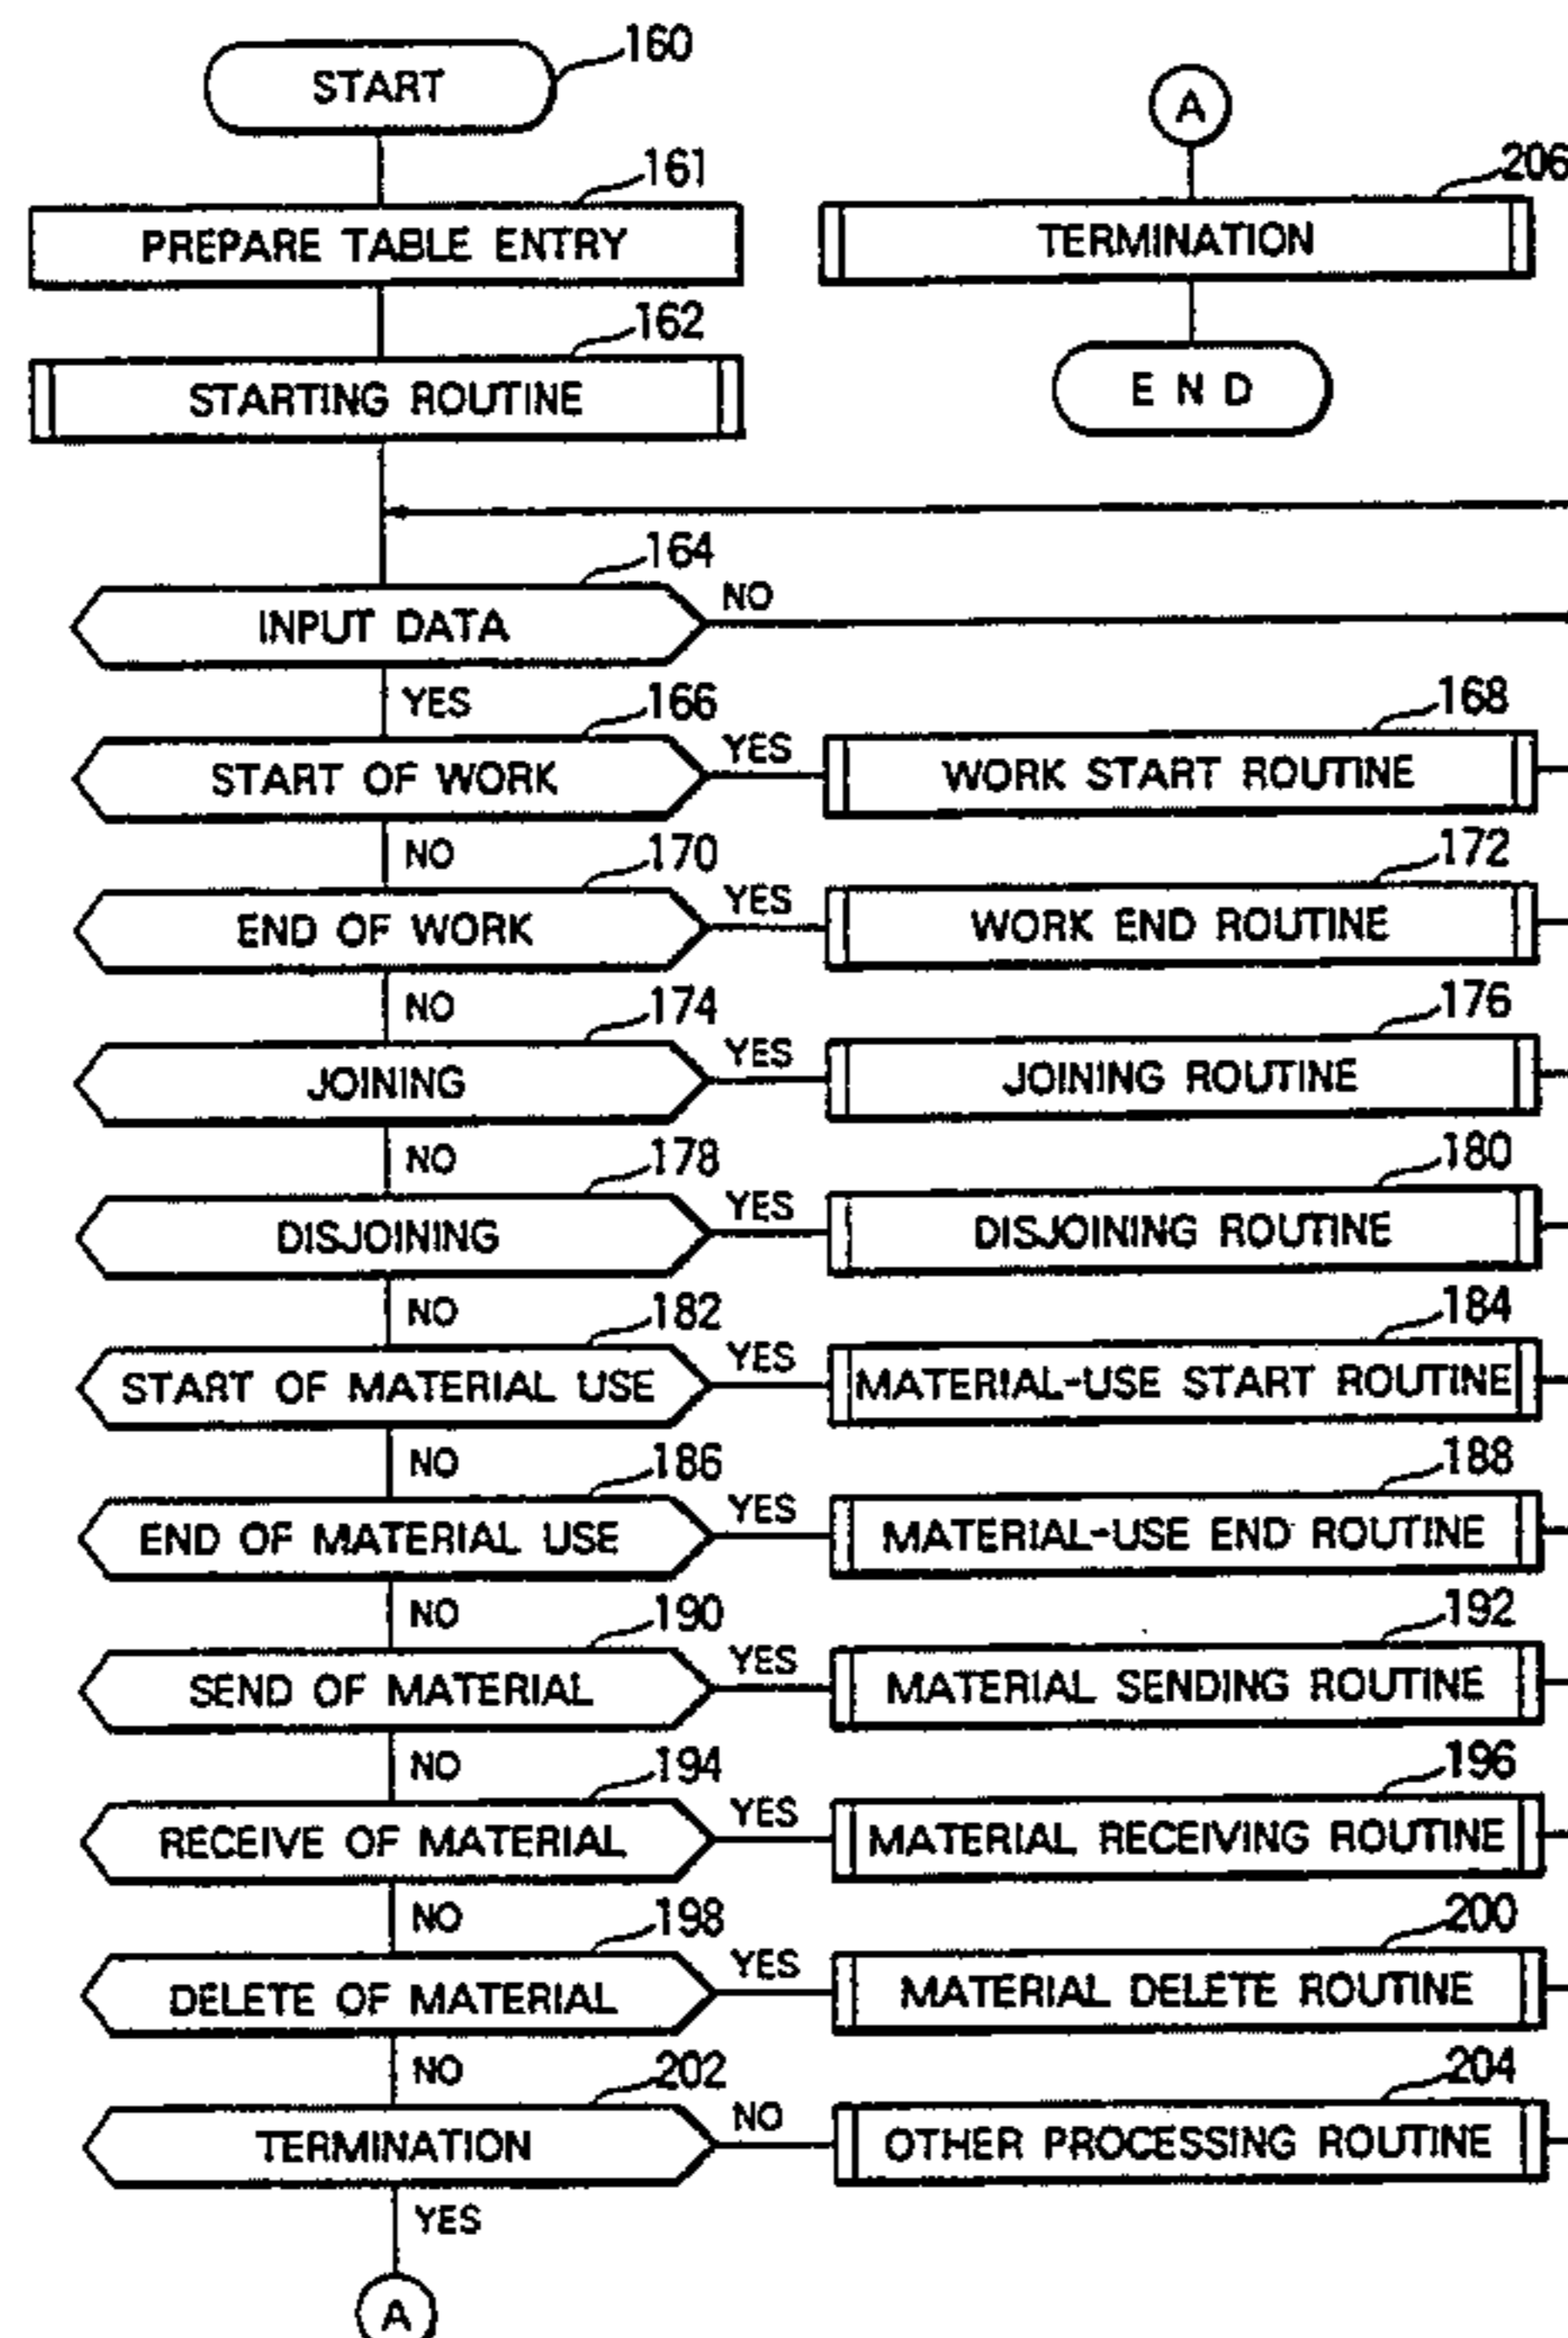 START
160
A
161
PREPARE TABLE ENTRY
206
TERMINATION
162
STARTING ROUTINE
E N D
164
INPUT DATA
NO
YES
166
START OF WORK
YES
168
WORK START ROUTINE
NO
170
END OF WORK
YES
172
WORK END ROUTINE
NO
174
JOINING
YES
176
JOINING ROUTINE
NO
178
DISJOINING
YES
180
DISJOINING ROUTINE
NO
182
START OF MATERIAL USE
YES
184
MATERIAL-USE START ROUTINE
NO
186
END OF MATERIAL USE
YES
188
MATERIAL-USE END ROUTINE
NO
190
SEND OF MATERIAL
YES
192
MATERIAL SENDING ROUTINE
NO
194
RECEIVE OF MATERIAL
YES
196
MATERIAL RECEIVING ROUTINE
NO
198
DELETE OF MATERIAL
YES
200
MATERIAL DELETE ROUTINE
NO
202
TERMINATION
NO
204
OTHER PROCESSING ROUTINE
YES
A